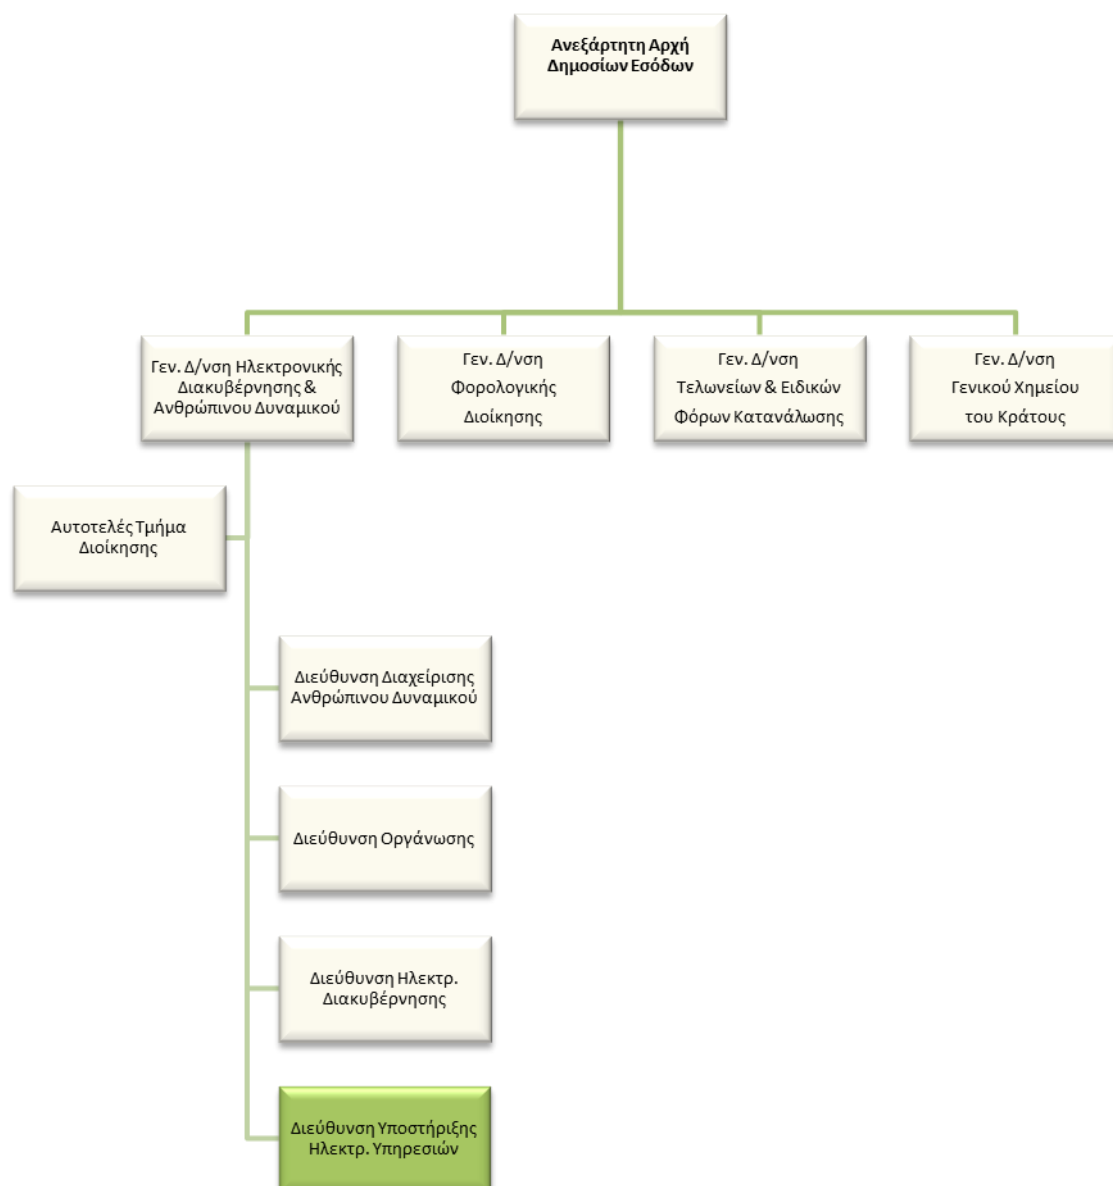 Ανεξάρτητη Αρχή
Δημοσίων Εσόδων
Γεν. Δ/νση Ηλεκτρονικής
Διακυβέρνησης &
Ανθρώπινου Δυναμικού
Γεν. Δ/νση
Φορολογικής
Διοίκησης
Γεν. Δ/νση
Τελωνείων & Ειδικών
Φόρων Κατανάλωσης
Γεν. Δ/νση
Γενικού Χημείου
του Κράτους
Αυτοτελές Τμήμα
Διοίκησης
Διεύθυνση Διαχείρισης
Ανθρώπινου Δυναμικού
Διεύθυνση Οργάνωσης
Διεύθυνση Ηλεκτρ.
Διακυβέρνησης
Διεύθυνση Υποστήριξης
Ηλεκτρ. Υπηρεσιών